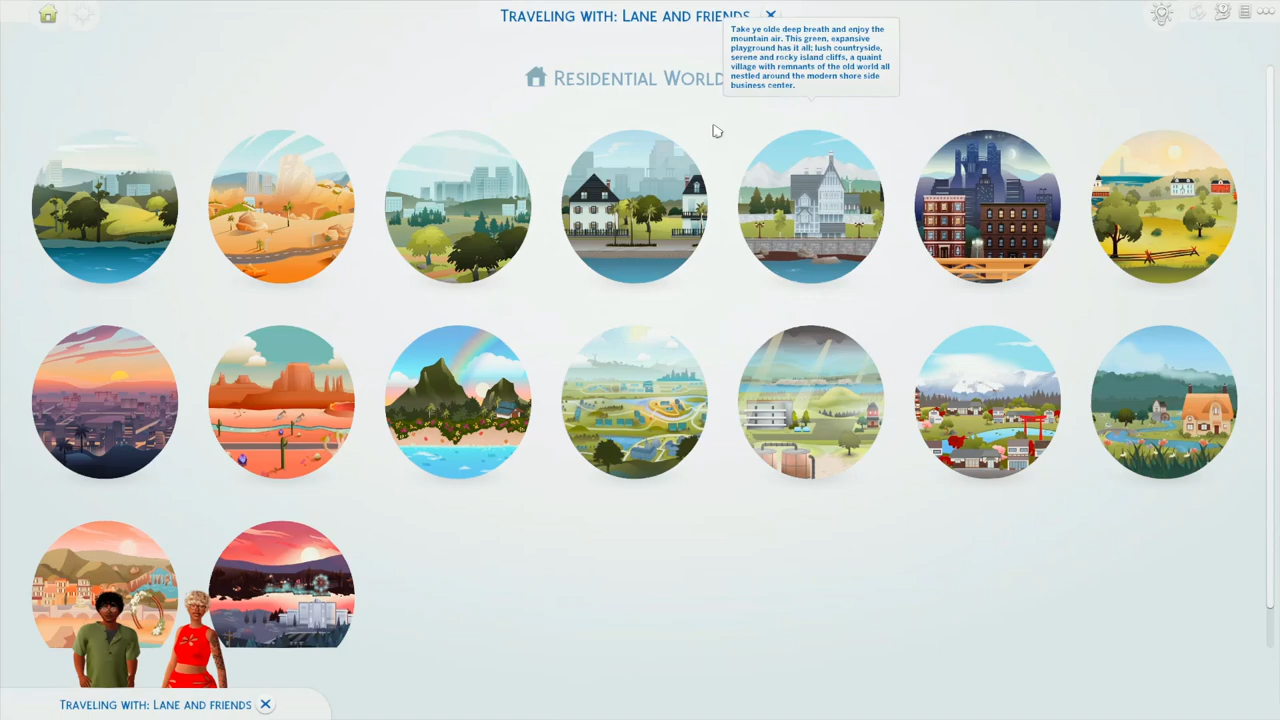 TRAVELING WITH: LANE AND FRIENDS
Take ye olde deep breath and enjoy the
mountain air. This green, expansive
playground has it all; lush countryside,
serene and rocky island cliffs, a quaint
village with remnants of the old world all
nestled around the modern shore side
business center.
RESIDENTIAL WORLD
TRAVELING WITH: LANE AND FRIENDS